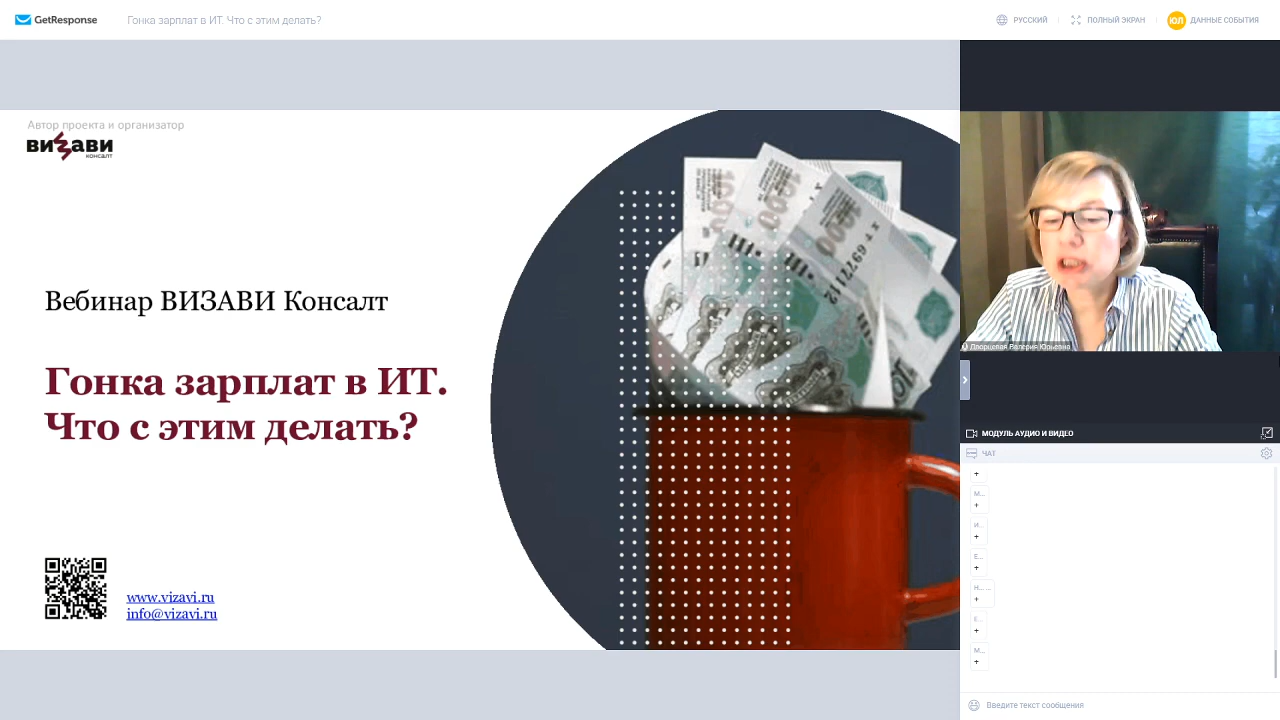 GetResponse
Гонка зарплат в ИТ. Что с этим делать?
РУССКИЙ
ПОЛНЫЙ ЭКРАН
ЮЛ
ДАННЫЕ СОБЫТИЯ
Автор проекта и организатор
ВИЗАВИ
КОНСАЛТ
Вебинар ВИЗАВИ Консалт
Гонка зарплат в ИТ.
Что с этим делать?
www.vizavi.ru
info@vizavi.ru
Дворцевая Валерия Юрьевна
МОДУЛЬ АУДИО И ВИДЕО
ЧАТ
+
М...
+
И...
+
Е...
+
Н... ...
+
Е...
+
М...
+
Введите текст сообщения